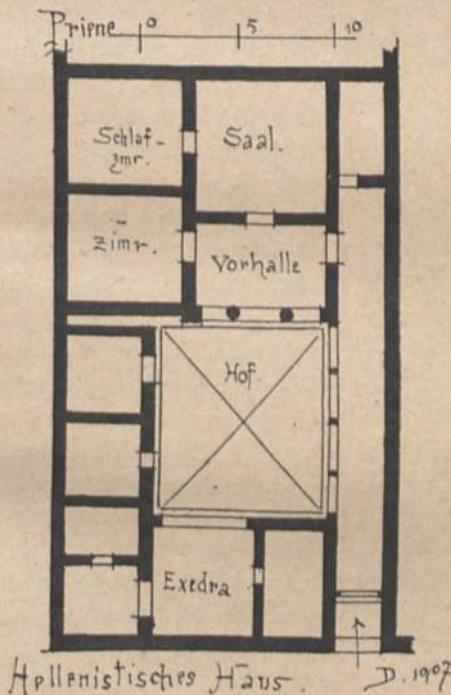 Priene 0 5 10
Schlaf-
zmr.
Saal.
Zimr.
Vorhalle
Hof.
Exedra
Hellenistisches Haus. D. 1907